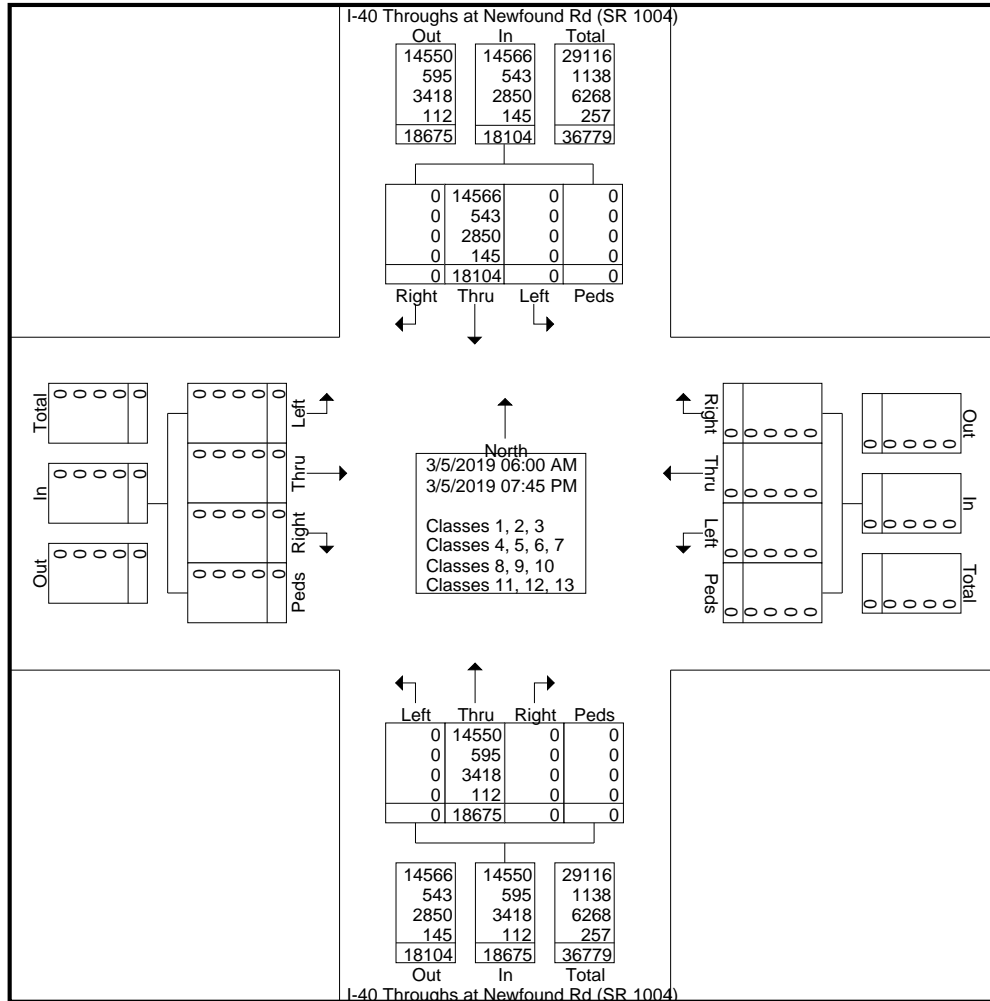 I-40 Throughs at Newfound Rd (SR 1004)
Out In Total
14550 14566 29116
595 543 1138
3418 2850 6268
112 145 257
18675 18104 36779
0 14566 0 0
0 543 0 0
0 2850 0 0
0 145 0 0
0 18104 0 0
Right Thru Left Peds
Total
0 0 0 0 0
In
0 0 0 0 0
Out
0 0 0 0 0
Left
0 0 0 0 0
Thru
0 0 0 0 0
Right
0 0 0 0 0
Peds
0 0 0 0 0
North
3/5/2019 06:00 AM
3/5/2019 07:45 PM
Classes 1, 2, 3
Classes 4, 5, 6, 7
Classes 8, 9, 10
Classes 11, 12, 13
Right
0 0 0 0 0
Thru
0 0 0 0 0
Left
0 0 0 0 0
Peds
0 0 0 0 0
Out
0 0 0 0 0
In
0 0 0 0 0
Total
0 0 0 0 0
Left Thru Right Peds
0 14550 0 0
0 595 0 0
0 3418 0 0
0 112 0 0
0 18675 0 0
14566 14550 29116
543 595 1138
2850 3418 6268
145 112 257
18104 18675 36779
Out In Total
I-40 Throughs at Newfound Rd (SR 1004)